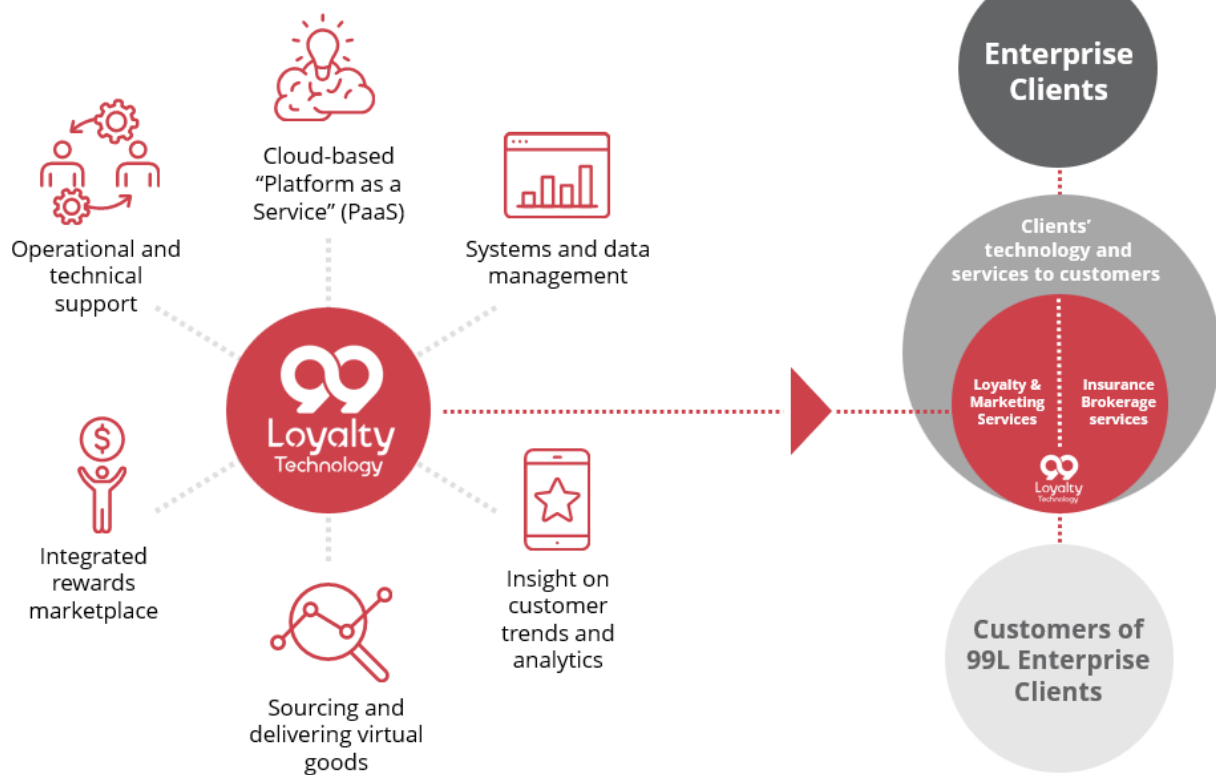 Cloud-based
“Platform as a
Service” (PaaS)
Operational and
technical
support
Systems and data
management
99
Loyalty
Technology
Integrated
rewards
marketplace
Insight on
customer
trends and
analytics
Sourcing and
delivering virtual
goods
$
Enterprise
Clients
Clients’
technology and
services to customers
Loyalty &
Marketing
Services
Insurance
Brokerage
services
99
Loyalty
Technology
Customers of
99L Enterprise
Clients